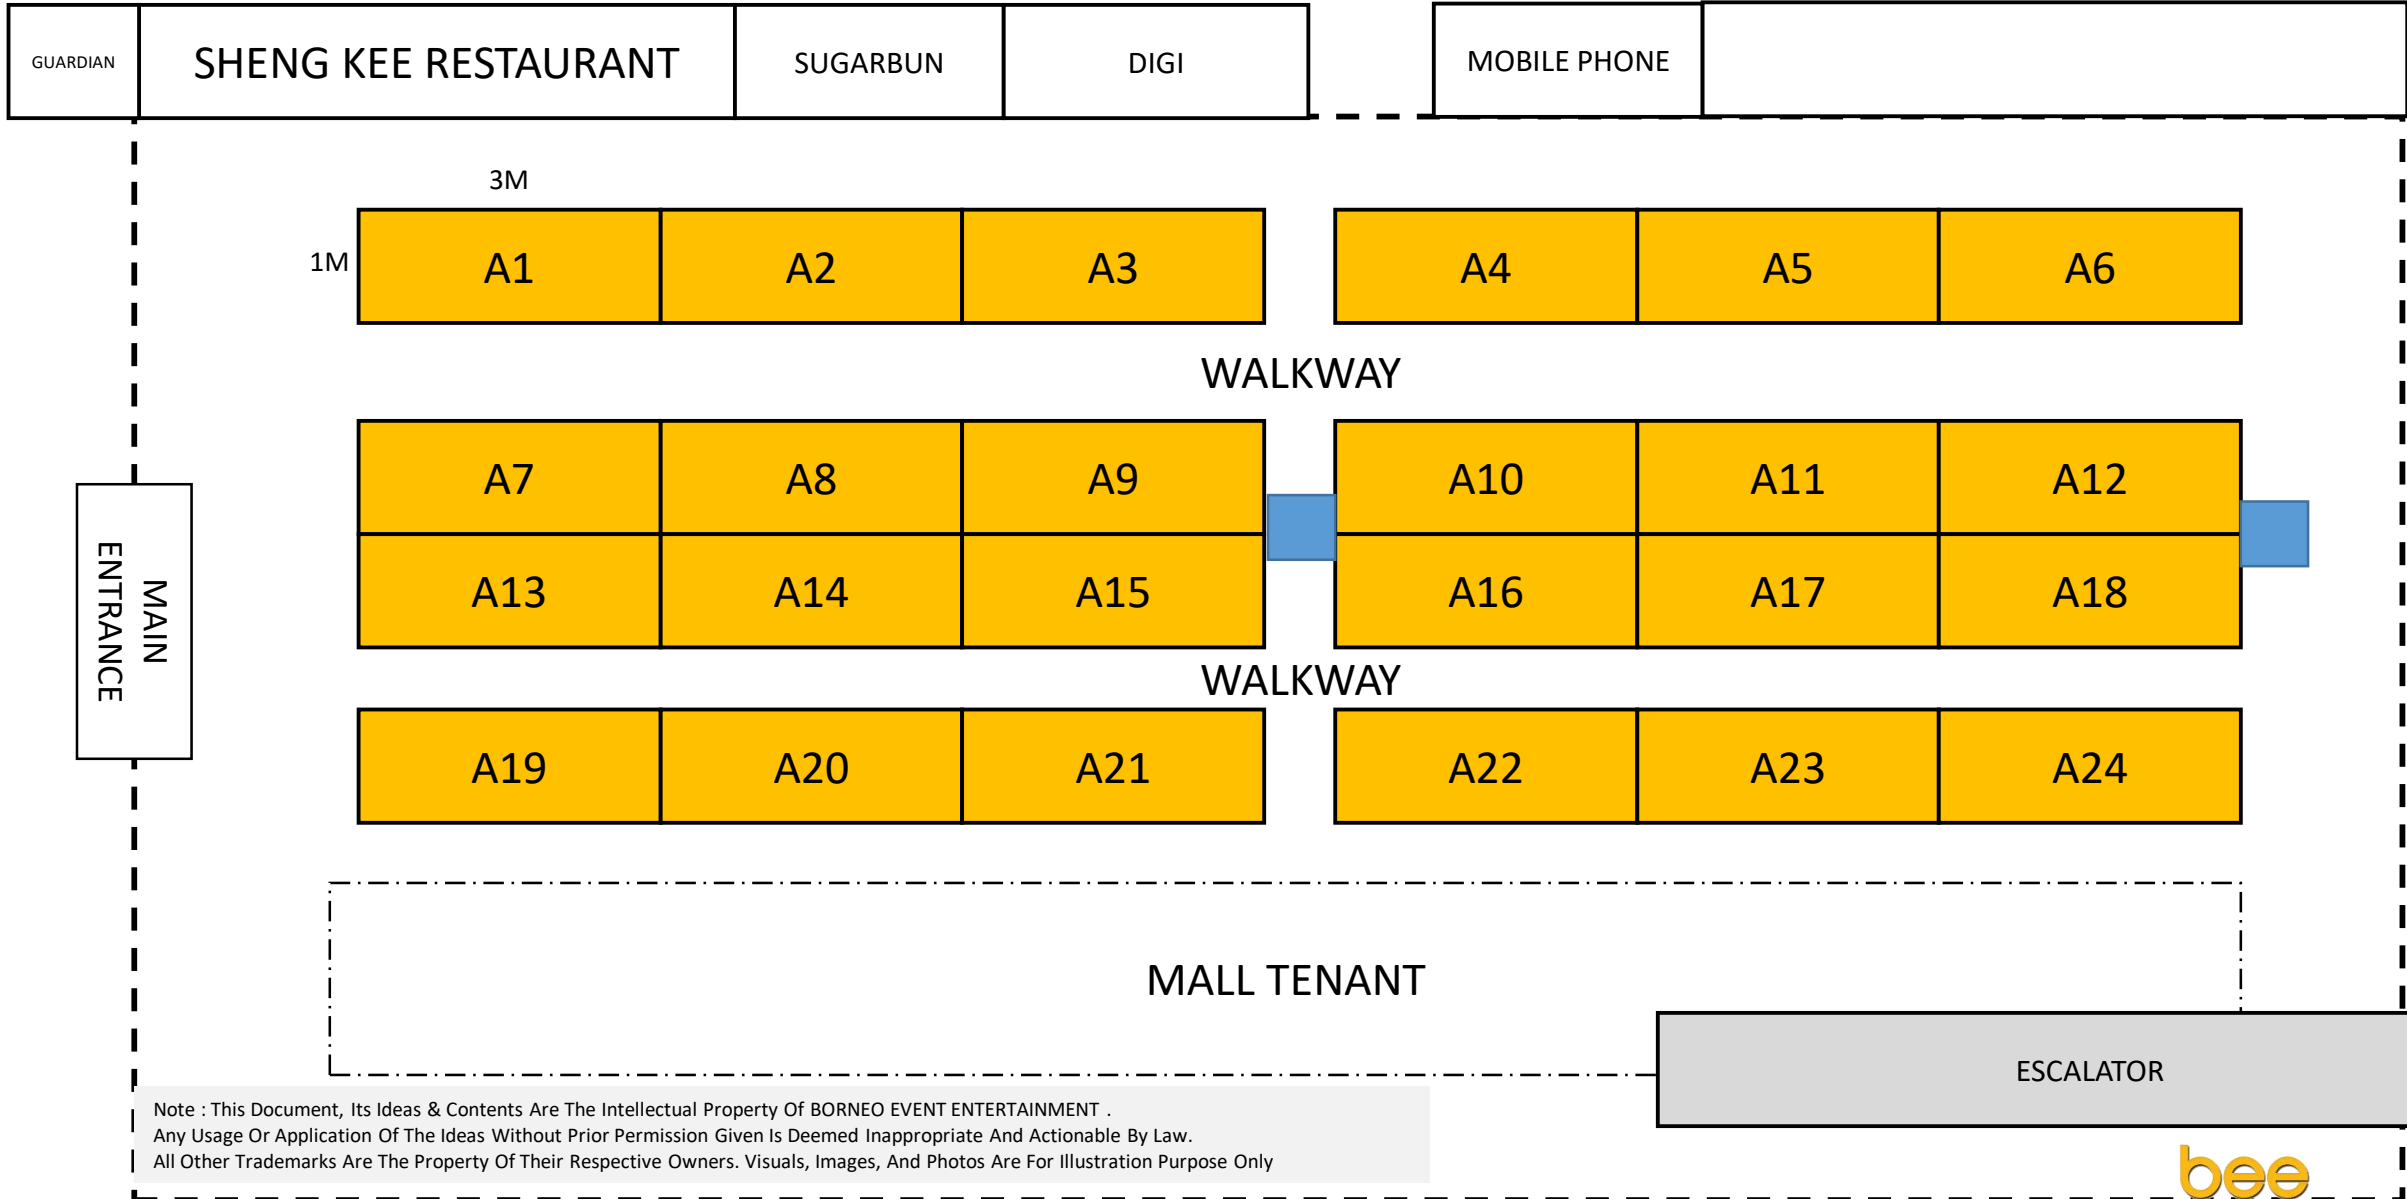 GUARDIAN
SHENG KEE RESTAURANT
SUGARBUN
DIGI
MOBILE PHONE
3M
1M
A1
A2
A3
A4
A5
A6
WALKWAY
A7
A8
A9
A10
A11
A12
MAIN
ENTRANCE
A13
A14
A15
A16
A17
A18
WALKWAY
A19
A20
A21
A22
A23
A24
MALL TENANT
ESCALATOR
Note : This Document, Its Ideas & Contents Are The Intellectual Property Of BORNEO EVENT ENTERTAINMENT .
Any Usage Or Application Of The Ideas Without Prior Permission Given Is Deemed Inappropriate And Actionable By Law.
All Other Trademarks Are The Property Of Their Respective Owners. Visuals, Images, And Photos Are For Illustration Purpose Only
bee